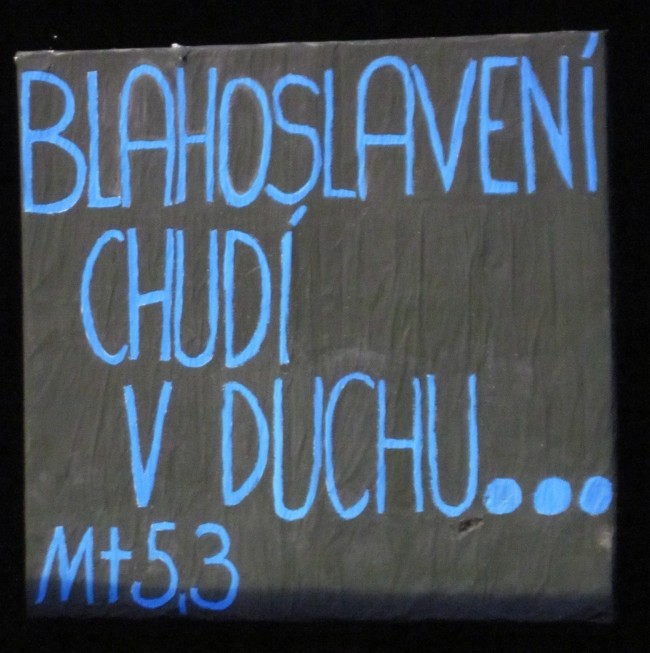 BLAHOSLAVENÍ
CHUDÍ
V DUCHU...
Mt 5,3